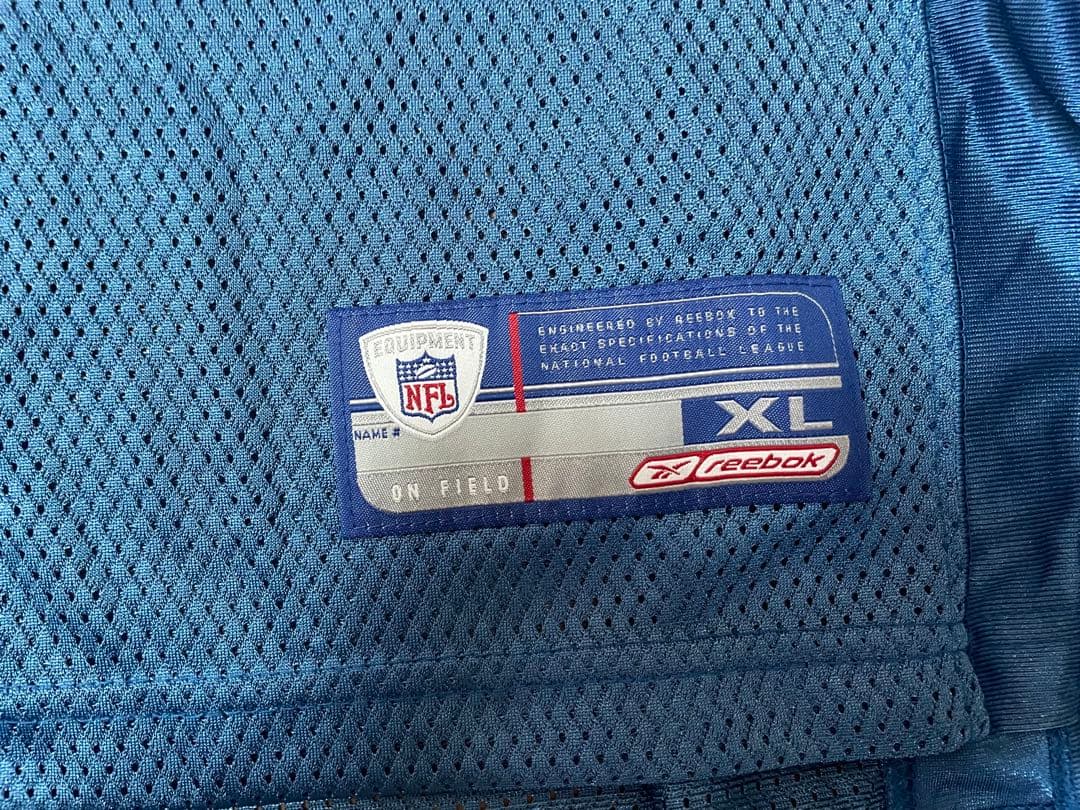 EQUIPMENT
NFL
ENGINEERED BY REEBOK TO THE
EXACT SPECIFICATIONS OF THE
NATIONAL FOOTBALL LEAGUE
NAME #
XL
reebok
ON FIELD